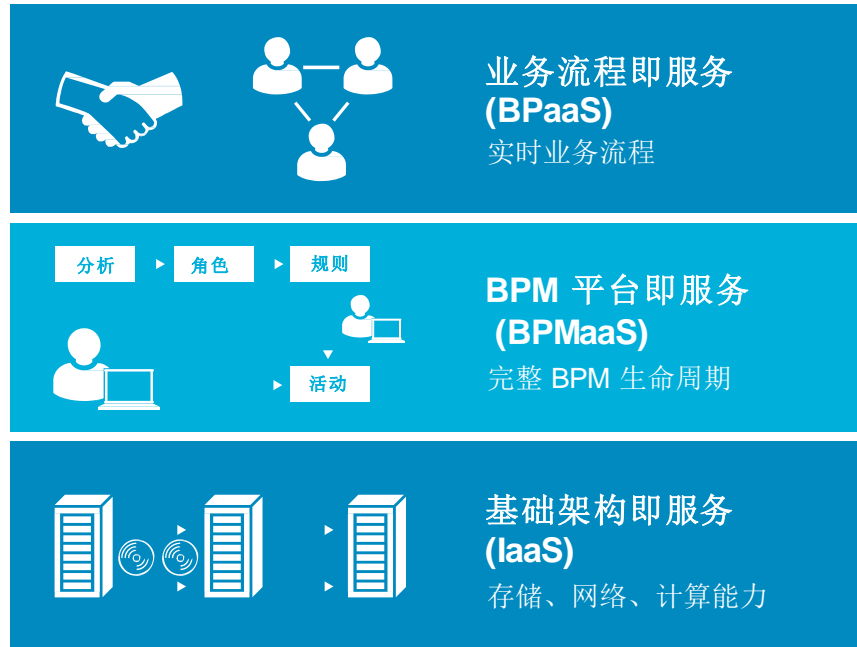 业务流程即服务
(BPaaS)
实时业务流程
分析 角色 规则
活动
BPM 平台即服务
(BPMaaS)
完整 BPM 生命周期
基础架构即服务
(IaaS)
存储、网络、计算能力